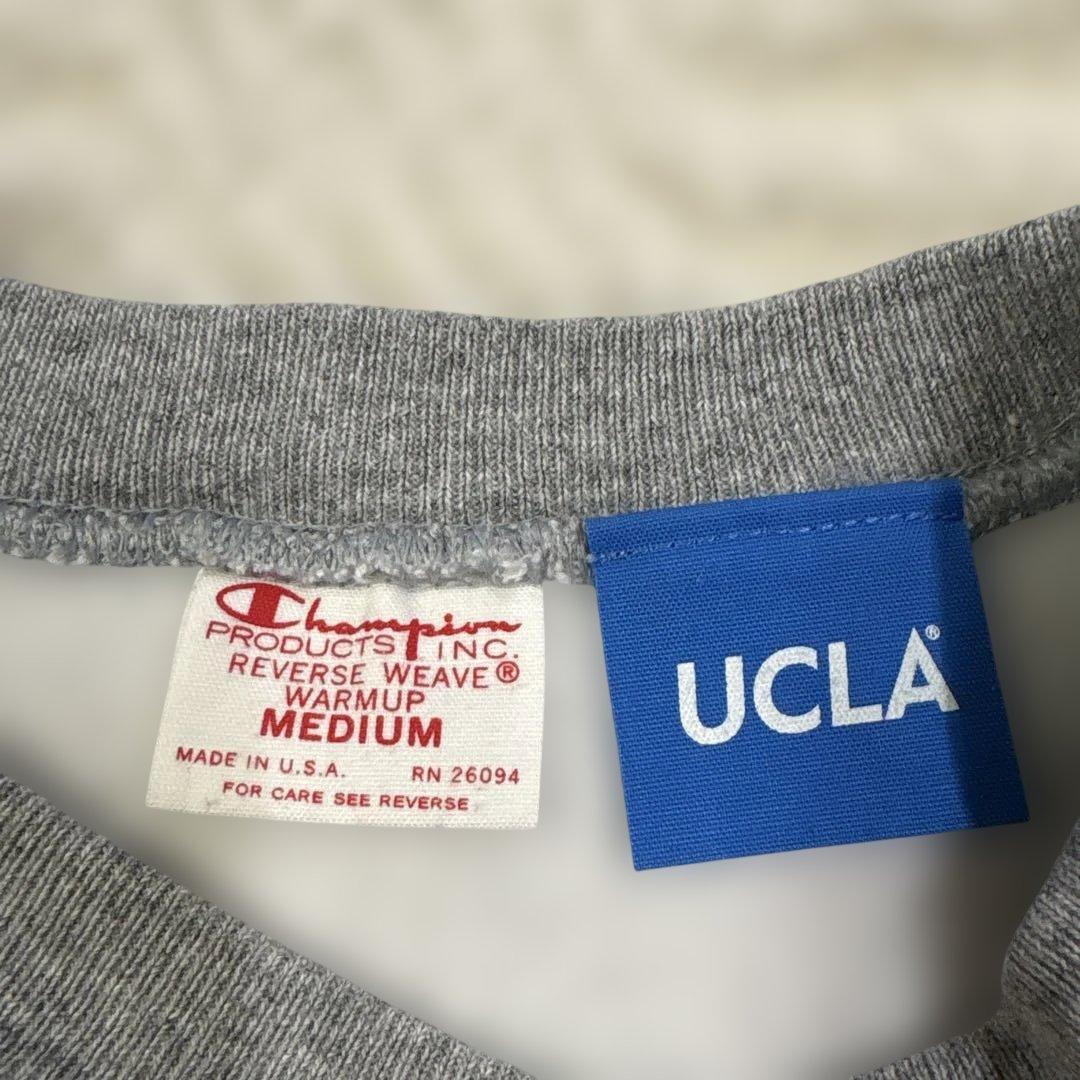 Champion
PRODUCTS INC.
REVERSE WEAVE®
WARMUP
MEDIUM
MADE IN U.S.A. RN 26094
FOR CARE SEE REVERSE
UCLA®